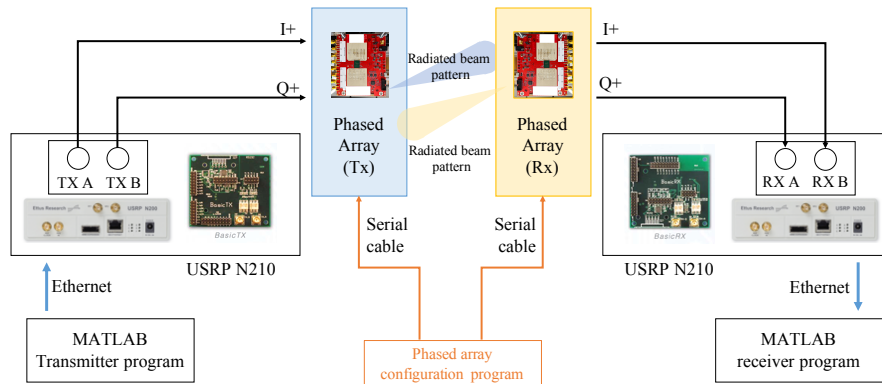 I+
Q+
TX A
TX B
BasicTX
Ettus Research
USRP N200
USRP N210
Ethernet
MATLAB
Transmitter program
Phased
Array
(Tx)
Radiated beam
pattern
Radiated beam
pattern
Phased
Array
(Rx)
Serial
cable
Serial
cable
Phased array
configuration program
I+
Q+
RX A
RX B
BasicRX
Ettus Research
USRP N200
USRP N210
Ethernet
MATLAB
receiver program